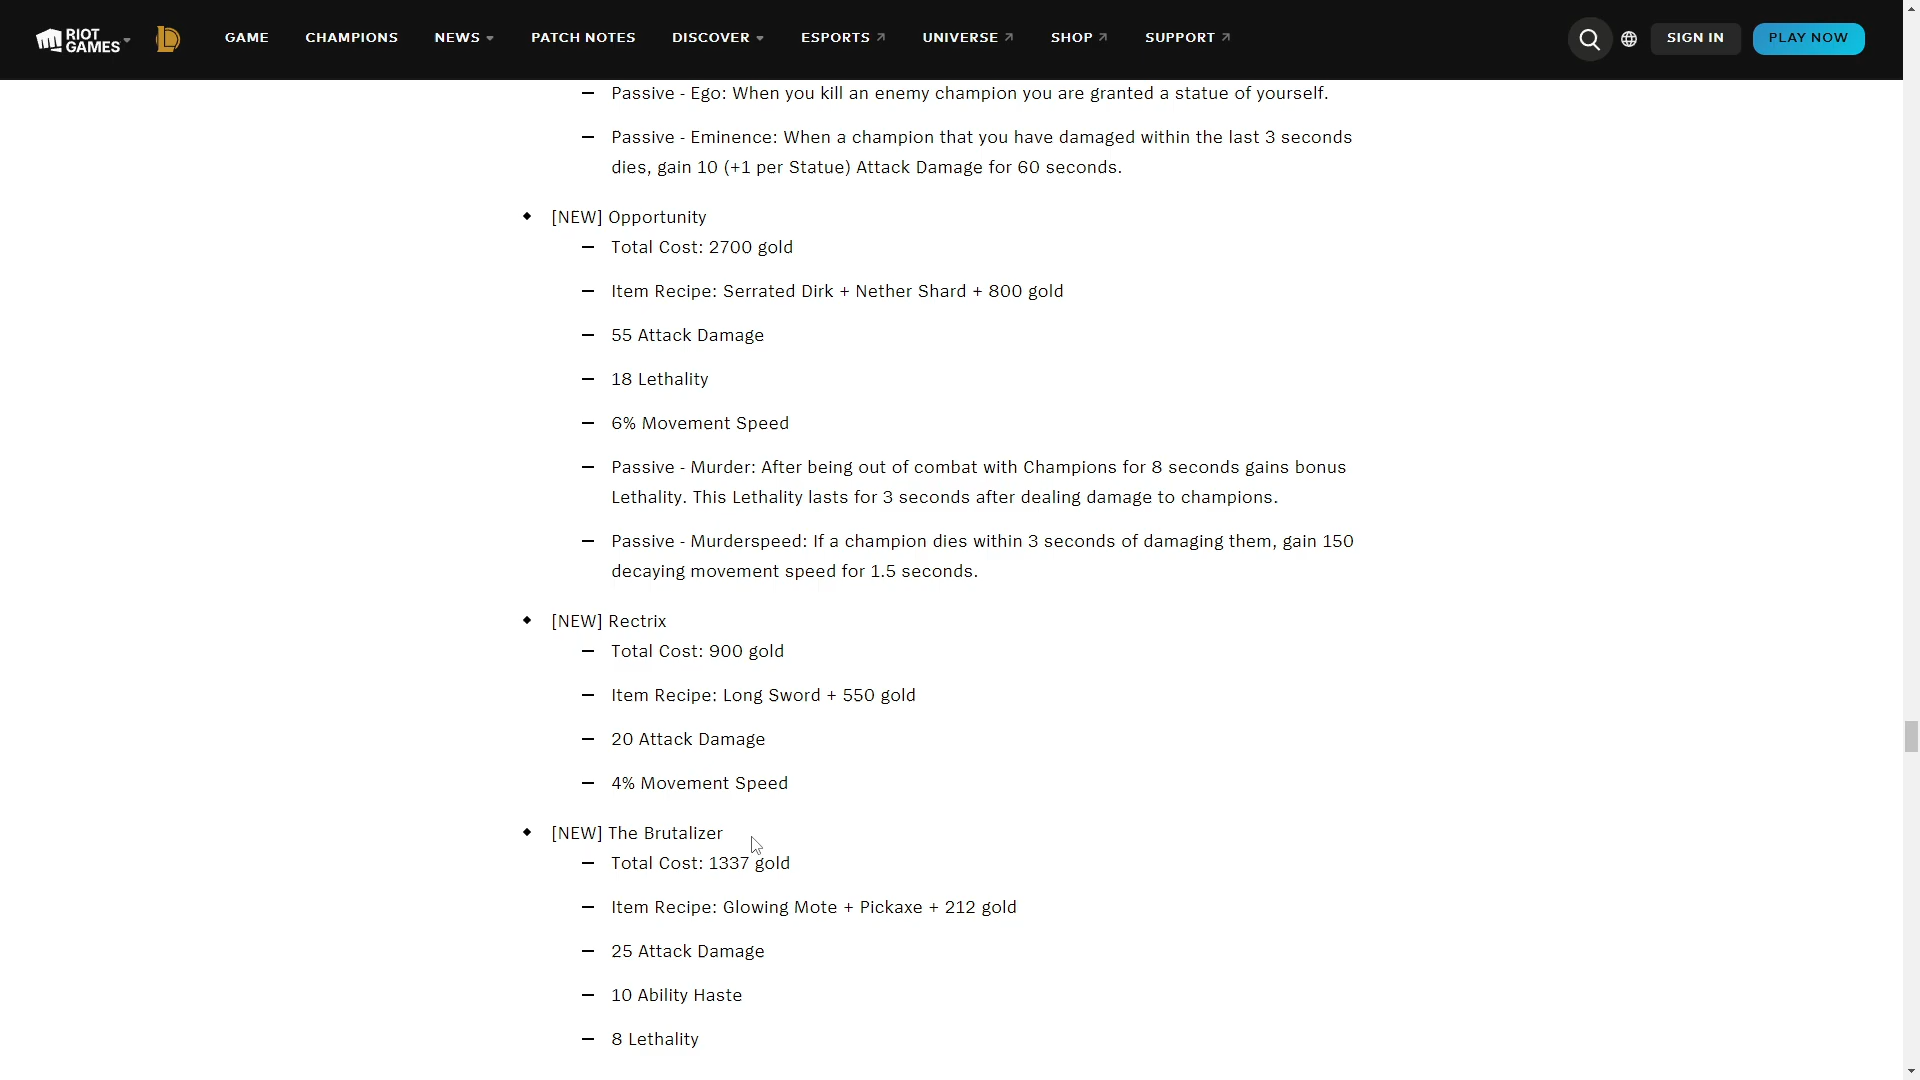 RIOT GAMES
GAME
CHAMPIONS
NEWS
PATCH NOTES
DISCOVER
ESPORTS
UNIVERSE
SHOP
SUPPORT
SIGN IN
PLAY NOW
Passive - Ego: When you kill an enemy champion you are granted a statue of yourself.
Passive - Eminence: When a champion that you have damaged within the last 3 seconds
dies, gain 10 (+1 per Statue) Attack Damage for 60 seconds.
[NEW] Opportunity
Total Cost: 2700 gold
Item Recipe: Serrated Dirk + Nether Shard + 800 gold
55 Attack Damage
18 Lethality
6% Movement Speed
Passive - Murder: After being out of combat with Champions for 8 seconds gains bonus
Lethality. This Lethality lasts for 3 seconds after dealing damage to champions.
Passive - Murderspeed: If a champion dies within 3 seconds of damaging them, gain 150
decaying movement speed for 1.5 seconds.
[NEW] Rectrix
Total Cost: 900 gold
Item Recipe: Long Sword + 550 gold
20 Attack Damage
4% Movement Speed
[NEW] The Brutalizer
Total Cost: 1337 gold
Item Recipe: Glowing Mote + Pickaxe + 212 gold
25 Attack Damage
10 Ability Haste
8 Lethality